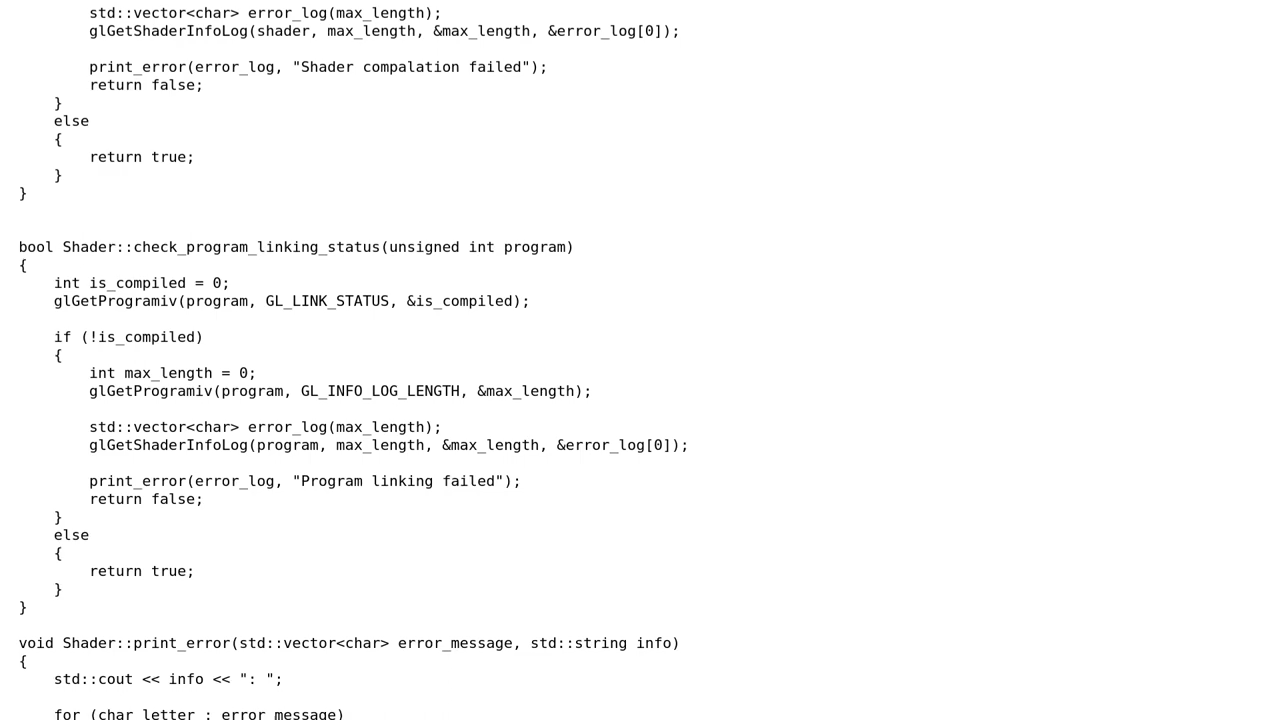 std::vector<char> error_log(max_length);
        glGetShaderInfoLog(shader, max_length, &max_length, &error_log[0]);

        print_error(error_log, "Shader compalation failed");
        return false;
    }
    else
    {
        return true;
    }
}


bool Shader::check_program_linking_status(unsigned int program)
{
    int is_compiled = 0;
    glGetProgramiv(program, GL_LINK_STATUS, &is_compiled);

    if (!is_compiled)
    {
        int max_length = 0;
        glGetProgramiv(program, GL_INFO_LOG_LENGTH, &max_length);

        std::vector<char> error_log(max_length);
        glGetShaderInfoLog(program, max_length, &max_length, &error_log[0]);

        print_error(error_log, "Program linking failed");
        return false;
    }
    else
    {
        return true;
    }
}

void Shader::print_error(std::vector<char> error_message, std::string info)
{
    std::cout << info << ": ";

    for (char letter : error_message)